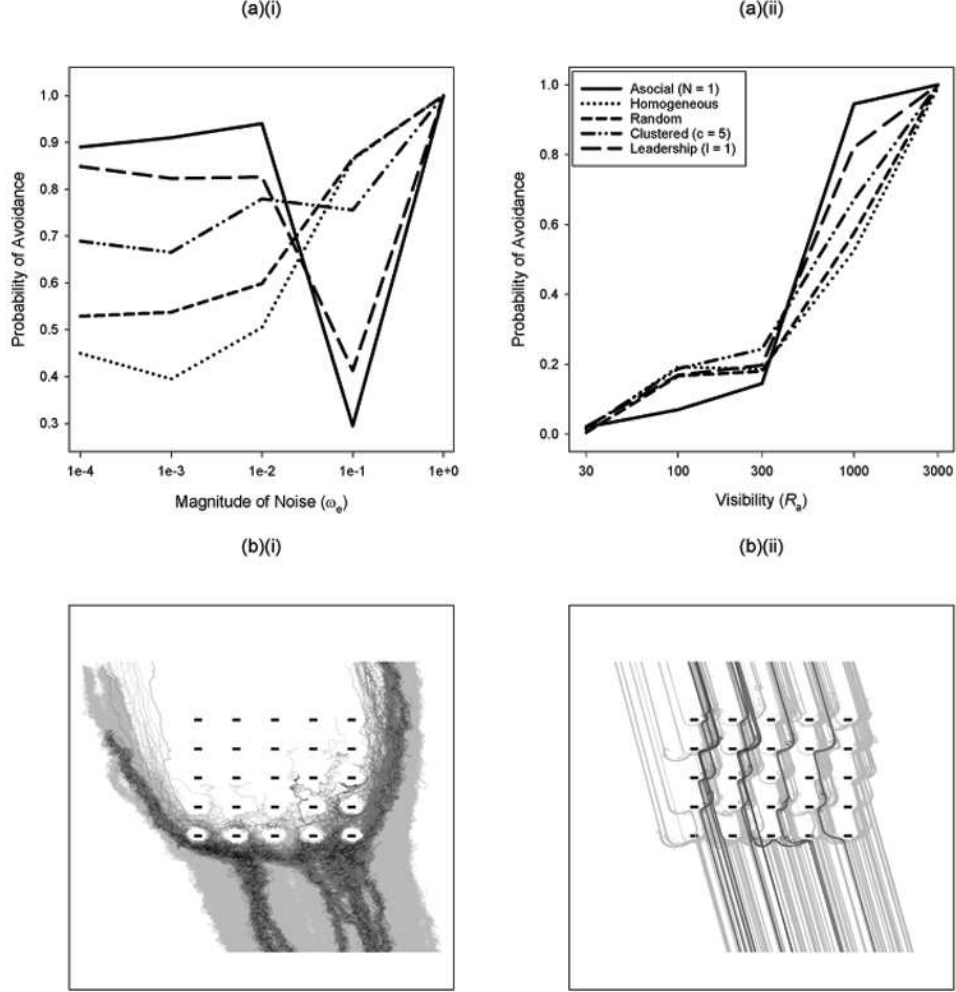 (a)(i)
(a)(ii)
Probability of Avoidance
1.0
0.9
0.8
0.7
0.6
0.5
0.4
0.3
1e-4
1e-3
1e-2
1e-1
1e+0
Magnitude of Noise (ωe)
Probability of Avoidance
1.0
0.8
0.6
0.4
0.2
0.0
Asocial (N = 1)
Homogeneous
Random
Clustered (c = 5)
Leadership (l = 1)
30
100
300
1000
3000
Visibility (Ra)
(b)(i)
(b)(ii)